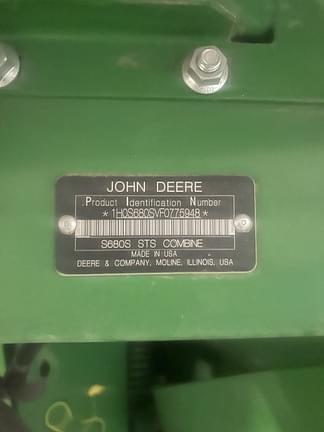 JOHN DEERE
Product Identification Number
*1H0S680SVF0775948*
S680S STS COMBINE
MADE IN USA
DEERE & COMPANY, MOLINE, ILLINOIS, USA